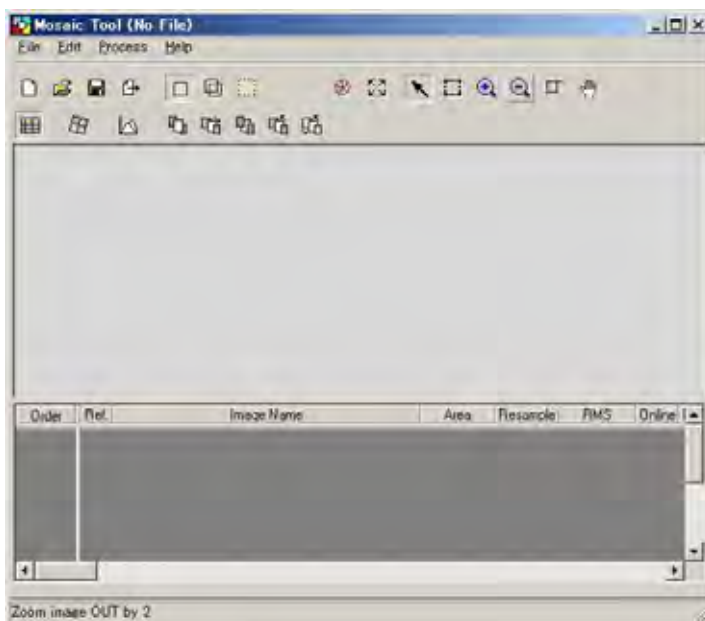 Mosaic Tool (No File)
File Edit Process Help
Order Ref. Image Name Area Resample RMS Online
Zoom image OUT by 2